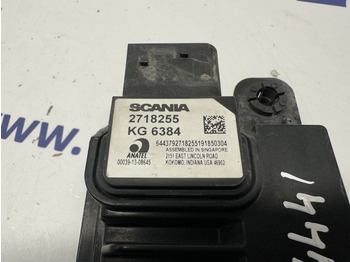 SCANIA
2718255
KG 6384
ANATEL
00039-13-08645
6443792718255191850304
ASSEMBLED IN SINGAPORE
2151 EAST LINCOLN ROAD
KOKOMO, INDIANA USA 46902